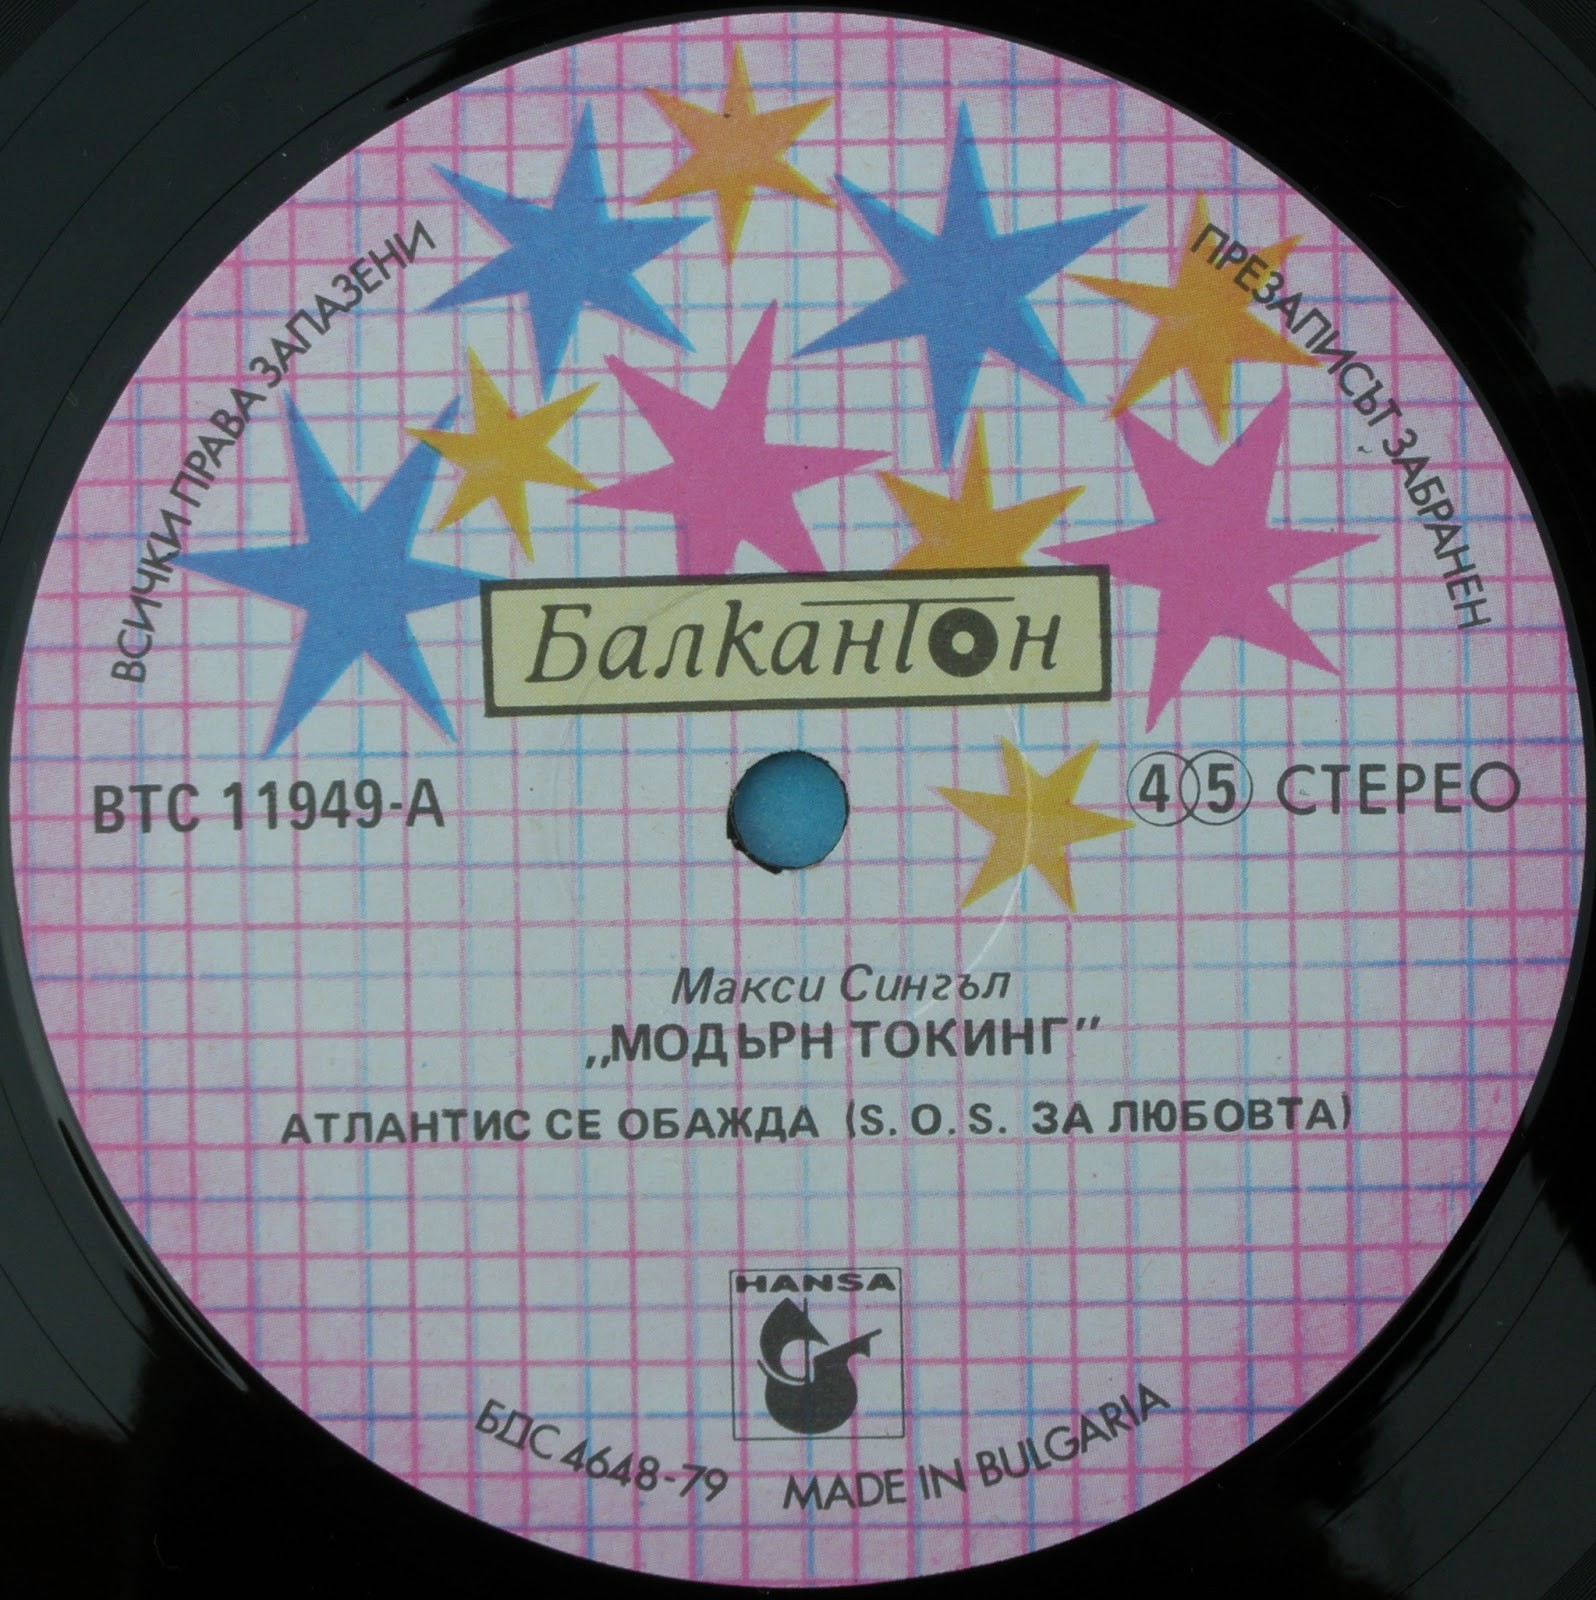 ВСИЧКИ ПРАВА ЗАПАЗЕНИ
ПРЕЗАПИСЪТ ЗАБРАНЕН
Балкантон
ВТС 11949-А
45 СТЕРЕО
Макси Сингъл
„МОДЪРН ТОКИНГ”
АТЛАНТИС СЕ ОБАЖДА (S.O.S. ЗА ЛЮБОВТА)
HANSA
БДС 4648-79
MADE IN BULGARIA